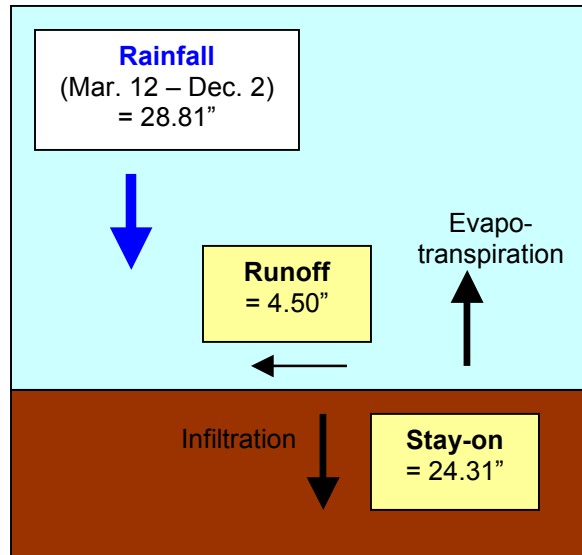 Rainfall
(Mar. 12 – Dec. 2)
= 28.81”
Evapo-
transpiration
Runoff
= 4.50”
Infiltration
Stay-on
= 24.31”